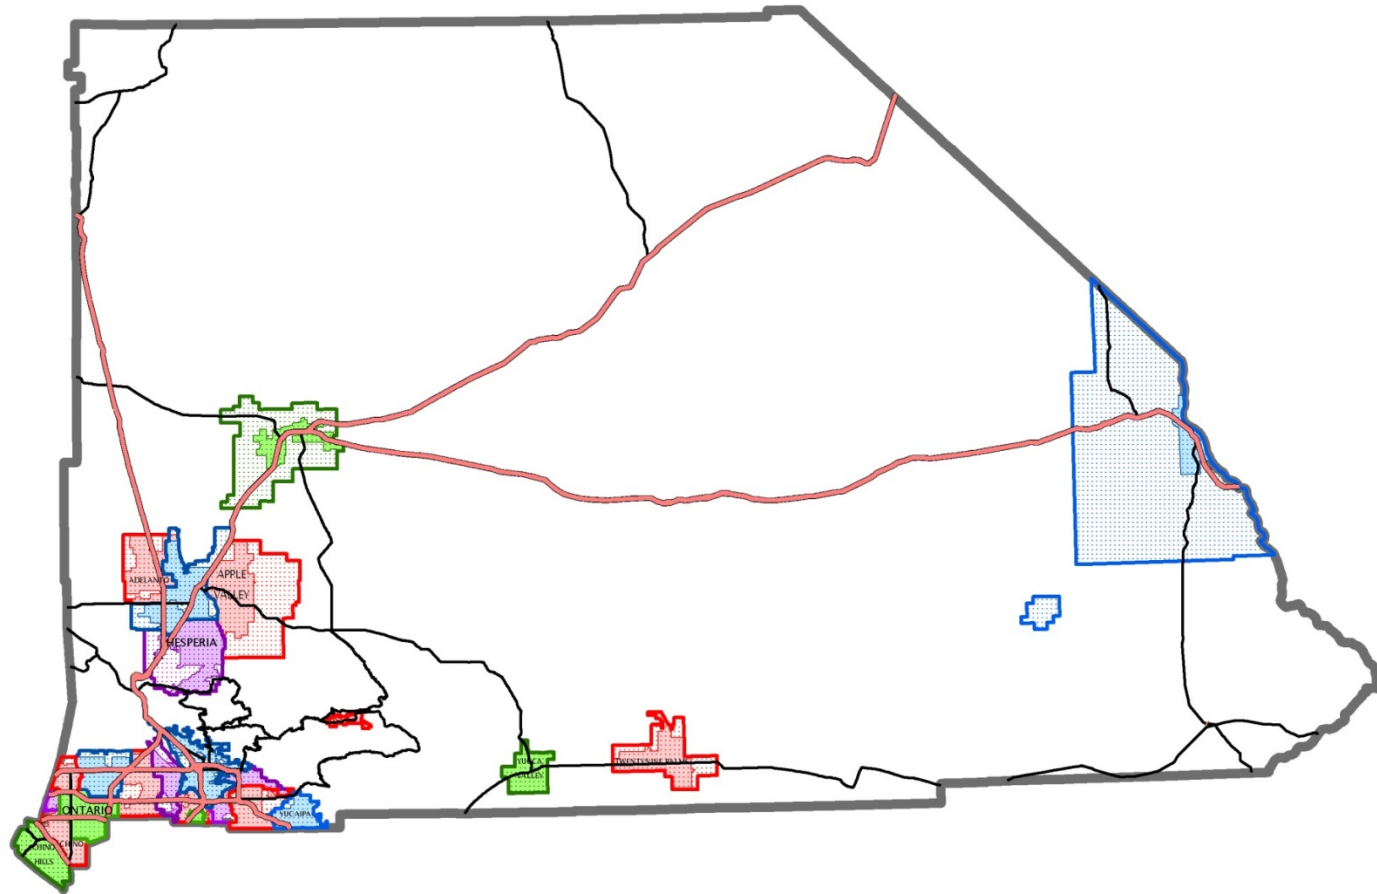 ADELANTO
APPLE
VALLEY
HESPERIA
YUCCA
VALLEY
TWENTYNINE PALMS
ONTARIO
YUCAIPA
CHINO
CHINO
HILLS